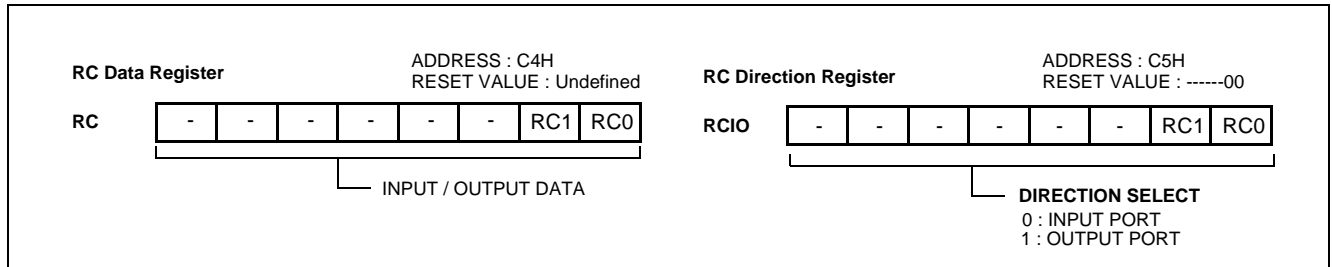 RC Data Register
ADDRESS : C4H
RESET VALUE : Undefined
RC - - - - - - RC1 RC0
INPUT / OUTPUT DATA
RC Direction Register
ADDRESS : C5H
RESET VALUE : ------00
RCIO - - - - - - RC1 RC0
DIRECTION SELECT
0 : INPUT PORT
1 : OUTPUT PORT